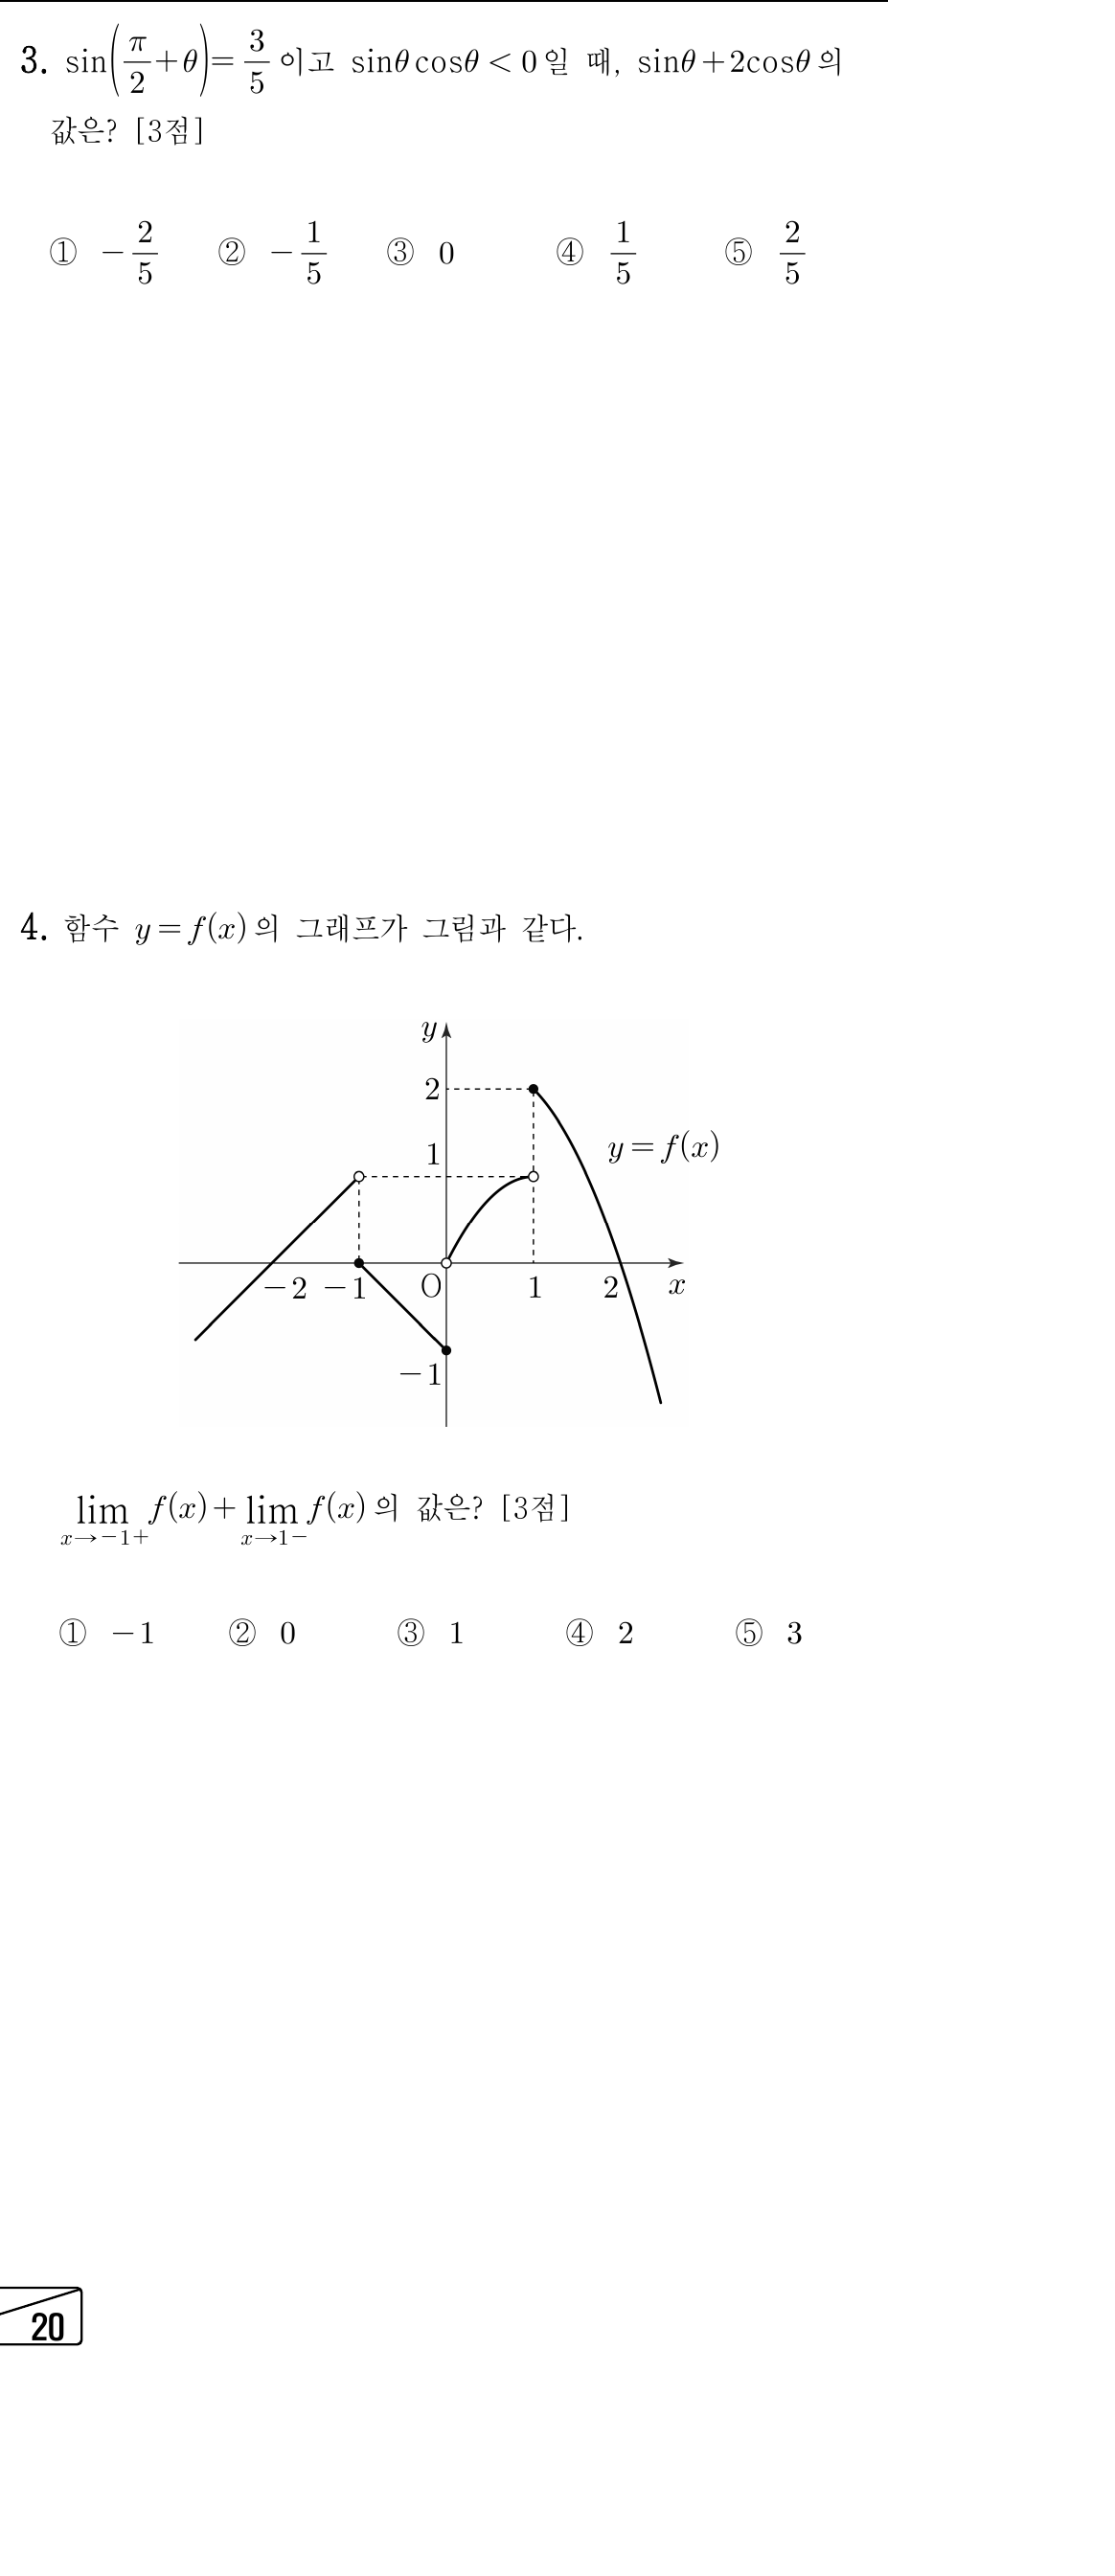 3. sin(π/2+θ)=3/5이고 sinθcosθ<0일 때, sinθ+2cosθ의
값은? [3점]
① -2/5 ② -1/5 ③ 0 ④ 1/5 ⑤ 2/5
4. 함수 y=f(x)의 그래프가 그림과 같다.
y
2
1
y=f(x)
-2 -1 O 1 2 x
-1
lim x→-1+ f(x)+lim x→1- f(x)의 값은? [3점]
① -1 ② 0 ③ 1 ④ 2 ⑤ 3
20